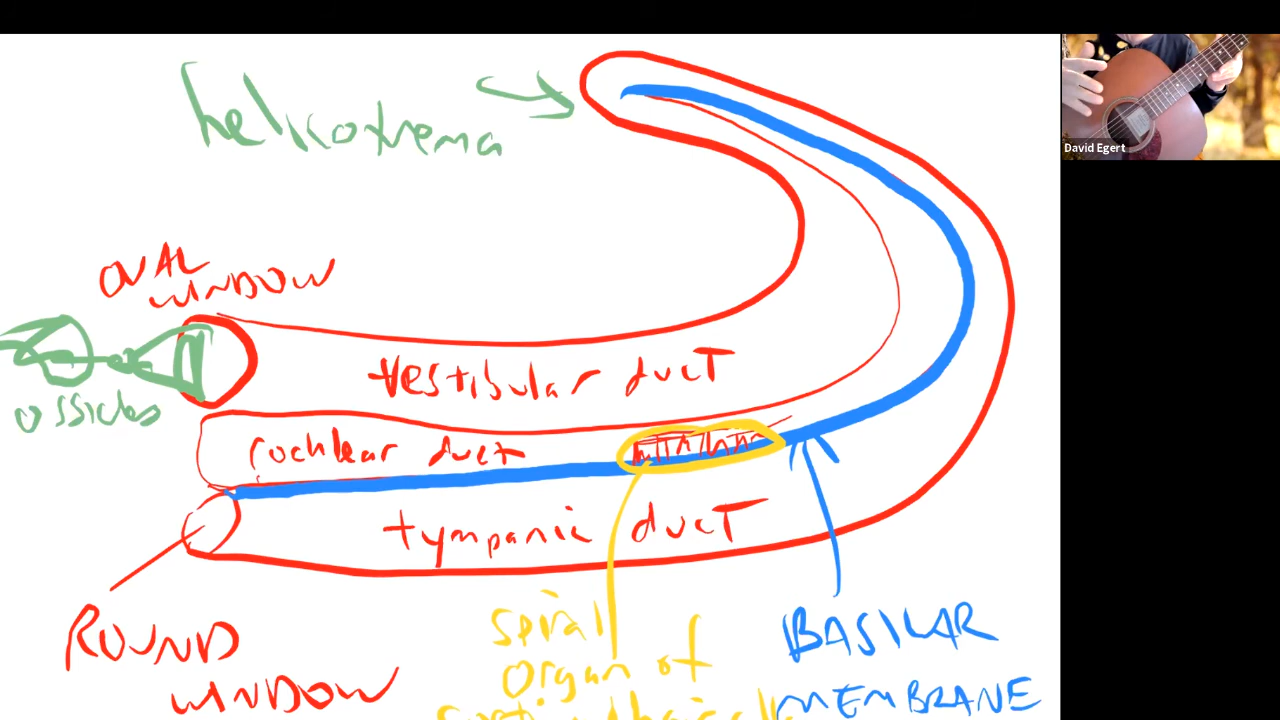 helicotrema
David Egert
OVAL
WINDOW
vestibular duct
ossicles
cochlear duct
tympanic duct
ROUND
WINDOW
spiral
organ of
BASILAR
MEMBRANE